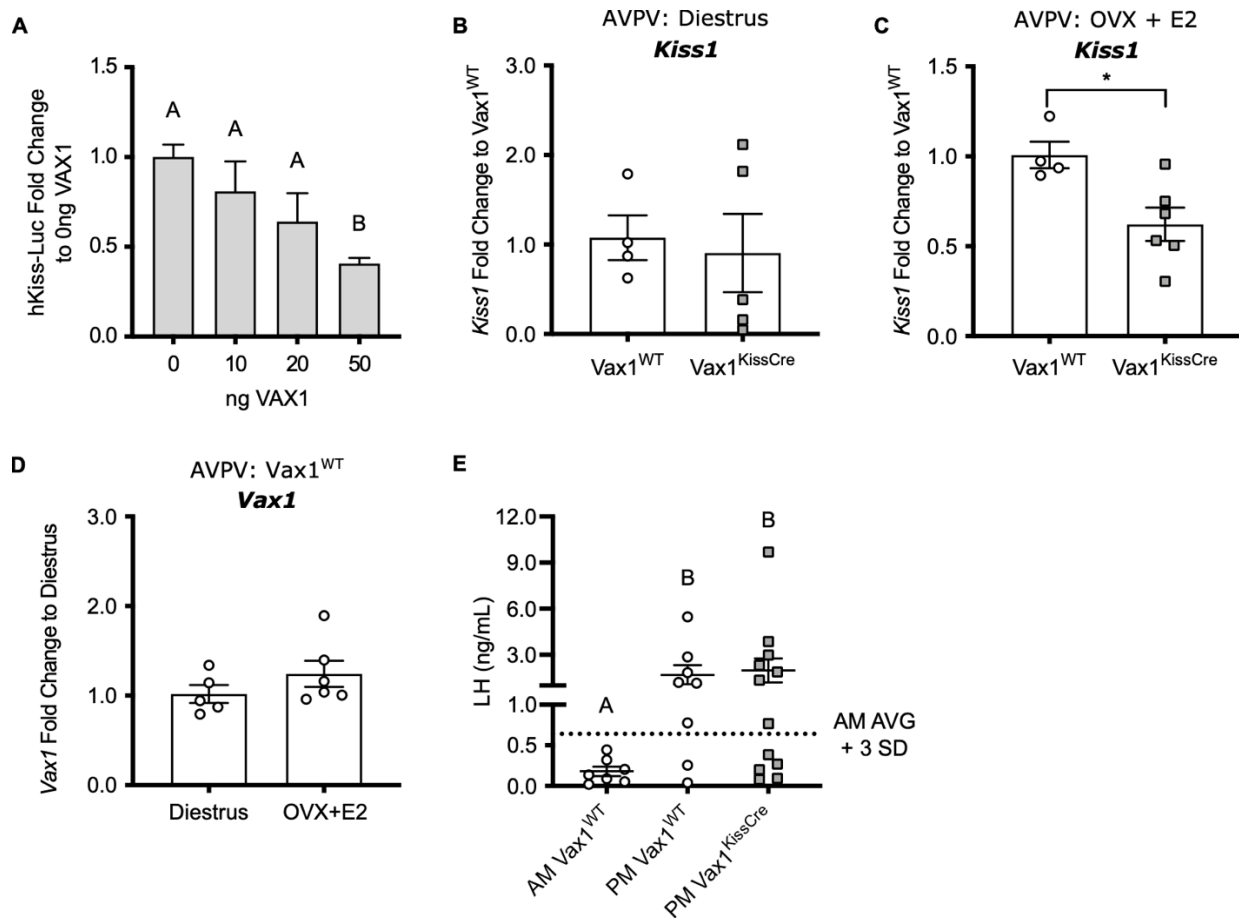 A
hKiss-Luc Fold Change
to 0ng VAX1
1.5
1.0
0.5
0.0
A
A
A
B
0
10
20
50
ng VAX1
B
AVPV: Diestrus
Kiss1
Kiss1 Fold Change to Vax1WT
3.0
2.0
1.0
0.0
Vax1WT
Vax1KissCre
C
AVPV: OVX + E2
Kiss1
Kiss1 Fold Change to Vax1WT
1.5
1.0
0.5
0.0
*
Vax1WT
Vax1KissCre
D
AVPV: Vax1WT
Vax1
Vax1 Fold Change to Diestrus
3.0
2.0
1.0
0.0
Diestrus
OVX+E2
E
LH (ng/mL)
12.0
9.0
6.0
3.0
1.0
0.5
0.0
A
B
B
AM AVG
+ 3 SD
AM Vax1WT
PM Vax1WT
PM Vax1KissCre